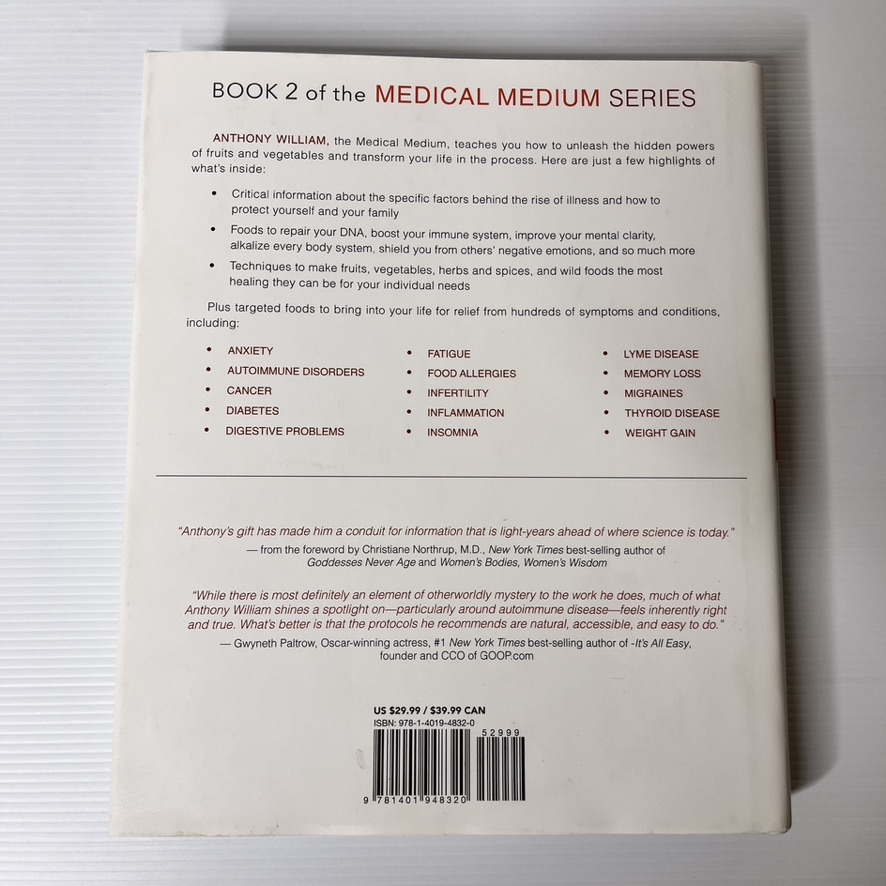 BOOK 2 of the MEDICAL MEDIUM SERIES
ANTHONY WILLIAM, the Medical Medium, teaches you how to unleash the hidden powers
of fruits and vegetables and transform your life in the process. Here are just a few highlights of
what's inside:
• Critical information about the specific factors behind the rise of illness and how to
protect yourself and your family
• Foods to repair your DNA, boost your immune system, improve your mental clarity,
alkalize every body system, shield you from others' negative emotions, and so much more
• Techniques to make fruits, vegetables, herbs and spices, and wild foods the most
healing they can be for your individual needs
Plus targeted foods to bring into your life for relief from hundreds of symptoms and conditions,
including:
• ANXIETY
• AUTOIMMUNE DISORDERS
• CANCER
• DIABETES
• DIGESTIVE PROBLEMS
• FATIGUE
• FOOD ALLERGIES
• INFERTILITY
• INFLAMMATION
• INSOMNIA
• LYME DISEASE
• MEMORY LOSS
• MIGRAINES
• THYROID DISEASE
• WEIGHT GAIN
"Anthony's gift has made him a conduit for information that is light-years ahead of where science is today."
— from the foreword by Christiane Northrup, M.D., New York Times best-selling author of
Goddesses Never Age and Women's Bodies, Women's Wisdom
"While there is most definitely an element of otherworldly mystery to the work he does, much of what
Anthony William shines a spotlight on—particularly around autoimmune disease—feels inherently right
and true. What's better is that the protocols he recommends are natural, accessible, and easy to do."
— Gwyneth Paltrow, Oscar-winning actress, #1 New York Times best-selling author of -It's All Easy,
founder and CCO of GOOP.com
US $29.99 / $39.99 CAN
ISBN: 978-1-4019-4832-0
52999
9 781401 948320